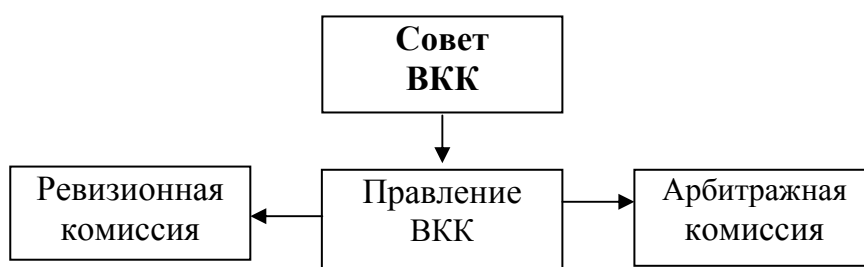 Совет
ВКК
Ревизионная
комиссия
Правление
ВКК
Арбитражная
комиссия